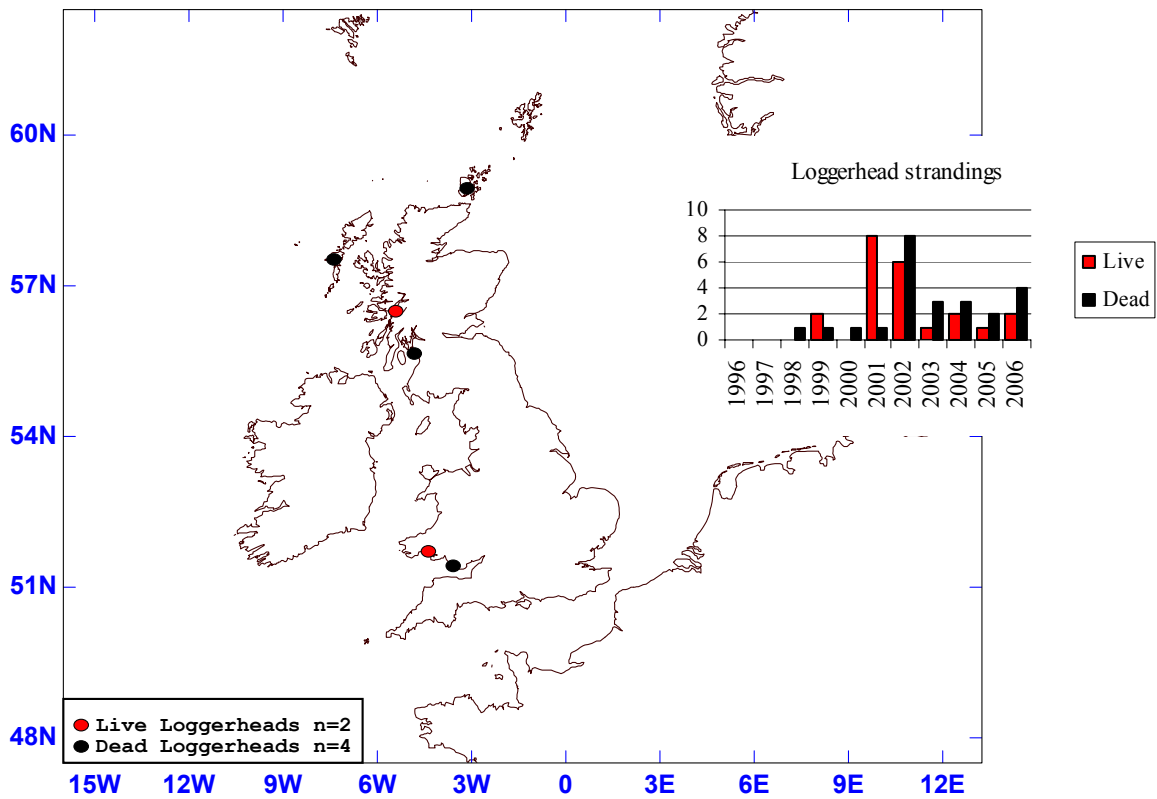 60N
57N
54N
51N
48N
15W 12W 9W 6W 3W 0 3E 6E 9E 12E
Loggerhead strandings
10
8
6
4
2
0
1996 1997 1998 1999 2000 2001 2002 2003 2004 2005 2006
Live
Dead
Live Loggerheads n=2
Dead Loggerheads n=4